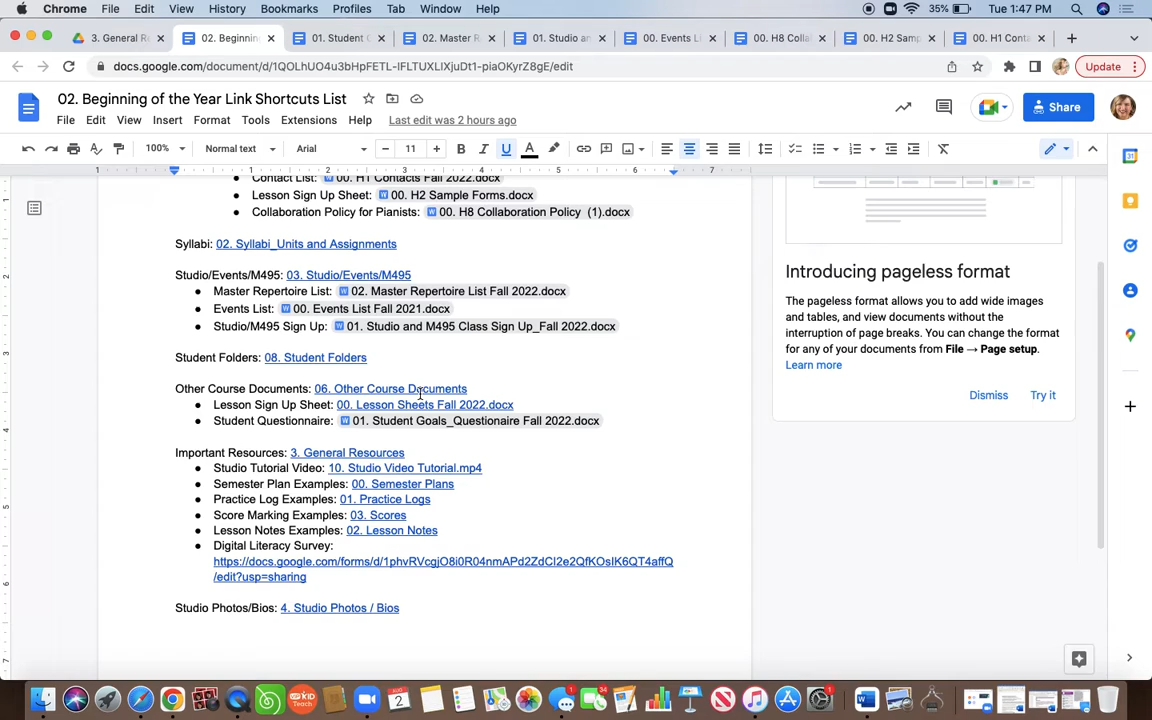 Chrome File Edit View History Bookmarks Profiles Tab Window Help 35% Tue 1:47 PM
3. General R 02. Beginnin 01. Student G 02. Master R 01. Studio an 00. Events L 00. H8 Colla 00. H2 Samp 00. H1 Conta
docs.google.com/document/d/1QOLhUO4u3bHpFETL-IFLTUXLIXjuDt1-piaOKyrZ8gE/edit Update
02. Beginning of the Year Link Shortcuts List
File Edit View Insert Format Tools Extensions Help Last edit was 2 hours ago
Share
100% Normal text Arial 11
1 1 2 3 4 5 6 7
Contact List: 00. H1 Contacts Fall 2022.docx
Lesson Sign Up Sheet: 00. H2 Sample Forms.docx
Collaboration Policy for Pianists: 00. H8 Collaboration Policy (1).docx
Syllabi: 02. Syllabi_Units and Assignments
Studio/Events/M495: 03. Studio/Events/M495
Master Repertoire List: 02. Master Repertoire List Fall 2022.docx
Events List: 00. Events List Fall 2021.docx
Studio/M495 Sign Up: 01. Studio and M495 Class Sign Up_Fall 2022.docx
Student Folders: 08. Student Folders
Other Course Documents: 06. Other Course Documents
Lesson Sign Up Sheet: 00. Lesson Sheets Fall 2022.docx
Student Questionnaire: 01. Student Goals_Questionaire Fall 2022.docx
Important Resources: 3. General Resources
Studio Tutorial Video: 10. Studio Video Tutorial.mp4
Semester Plan Examples: 00. Semester Plans
Practice Log Examples: 01. Practice Logs
Score Marking Examples: 03. Scores
Lesson Notes Examples: 02. Lesson Notes
Digital Literacy Survey:
https://docs.google.com/forms/d/1phvRVcgjO8i0R04nmAPd2ZdCI2e2QfKOsIK6QT4affQ
/edit?usp=sharing
Studio Photos/Bios: 4. Studio Photos / Bios
Introducing pageless format
The pageless format allows you to add wide images
and tables, and view documents without the
interruption of page breaks. You can change the format
for any of your documents from File → Page setup.
Learn more
Dismiss Try it